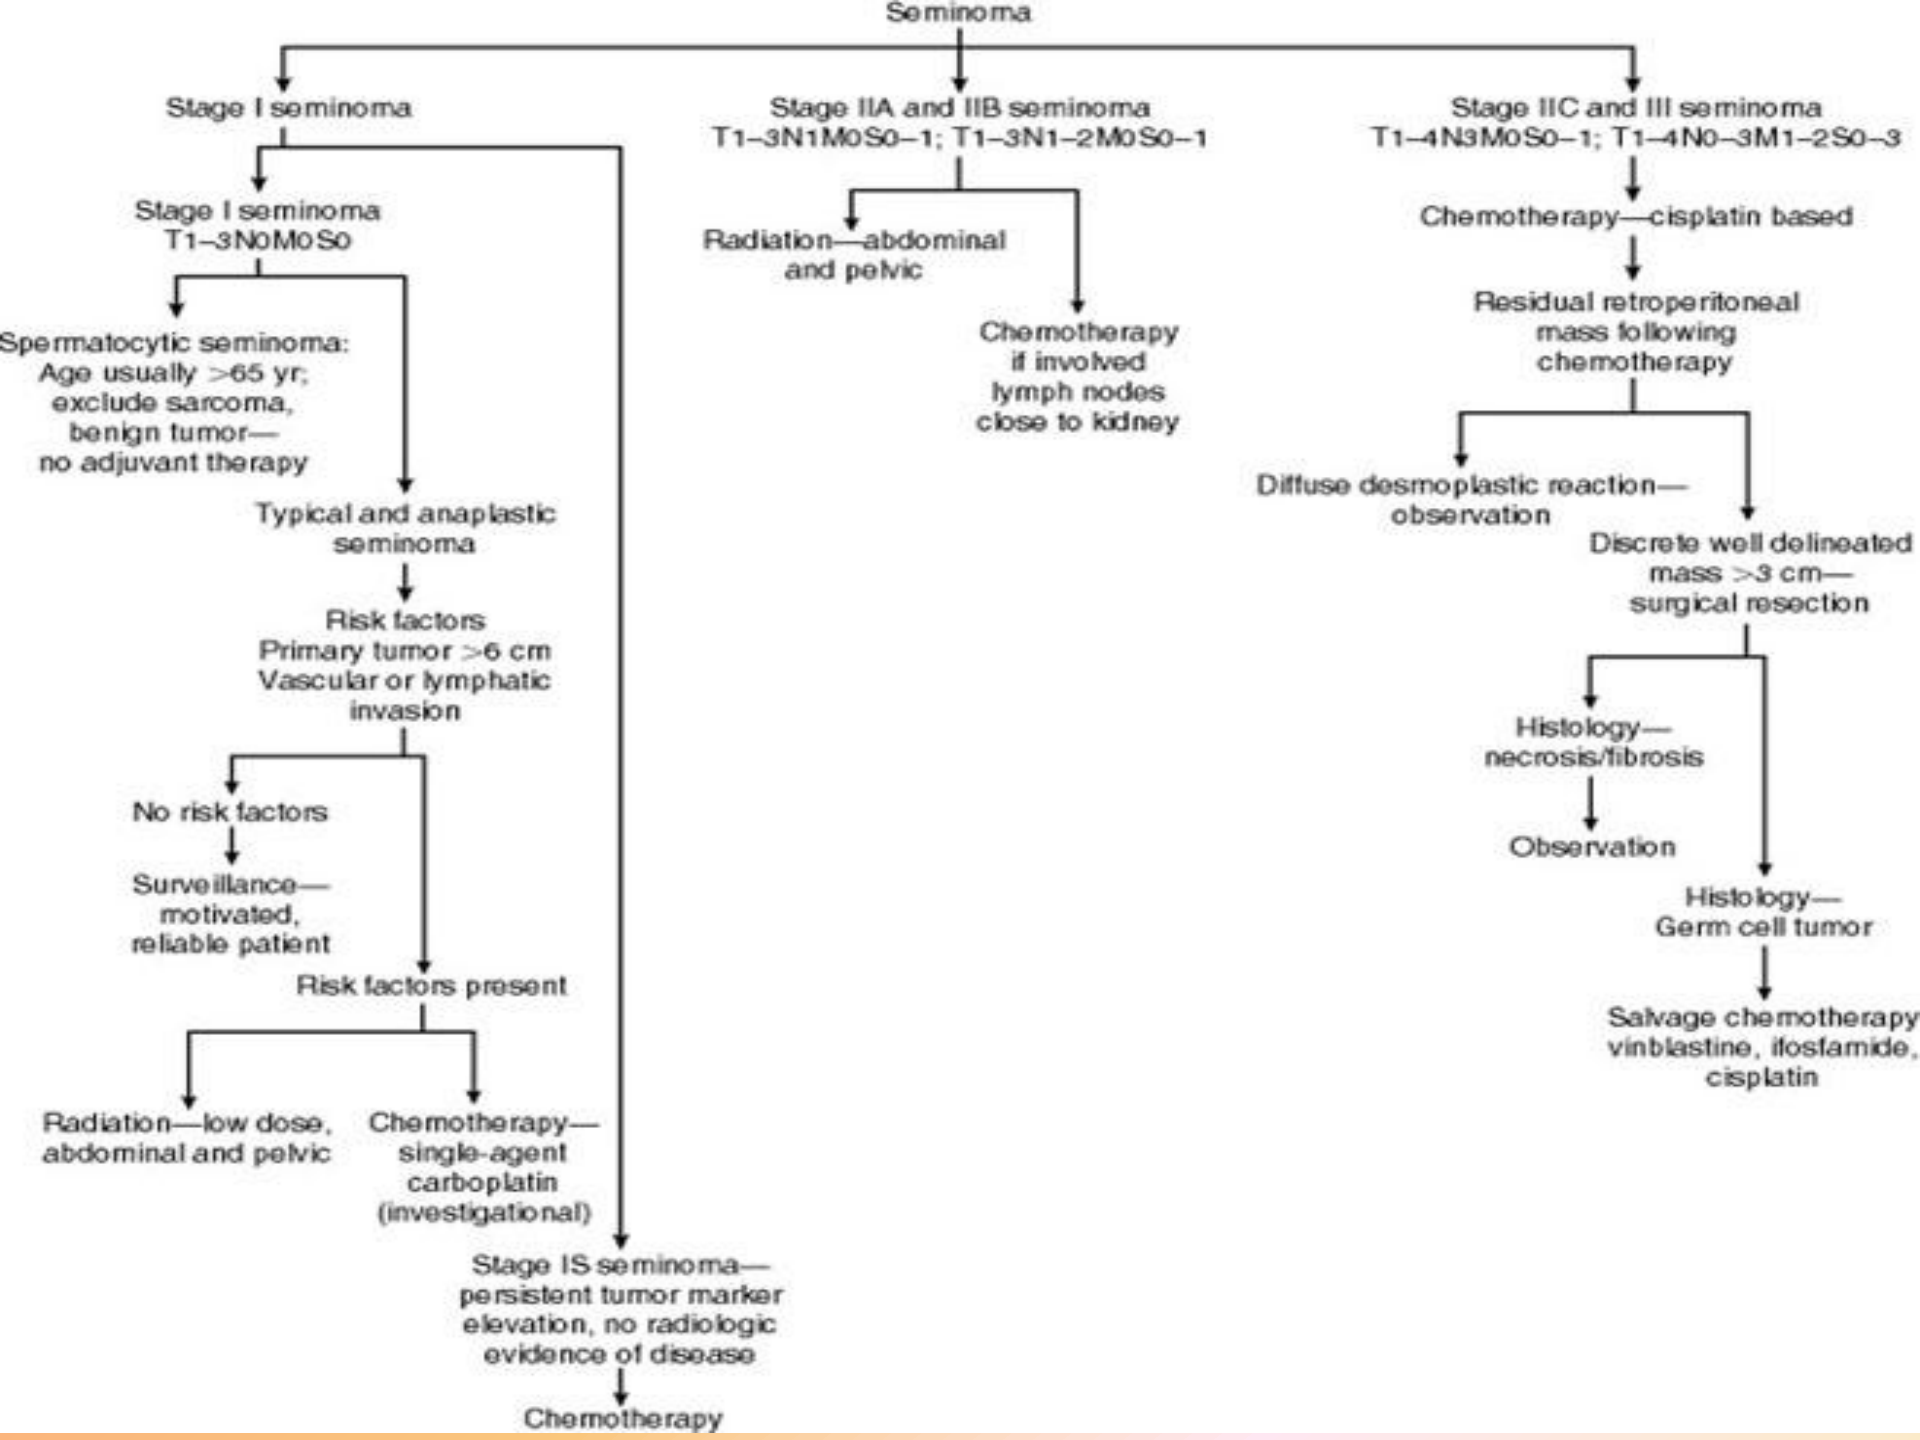 Seminoma
Stage I seminoma
Stage I seminoma
T1–3N0M0S0
Spermatocytic seminoma:
Age usually >65 yr;
exclude sarcoma,
benign tumor—
no adjuvant therapy
Typical and anaplastic
seminoma
Risk factors
Primary tumor >6 cm
Vascular or lymphatic
invasion
No risk factors
Surveillance—
motivated,
reliable patient
Risk factors present
Radiation—low dose,
abdominal and pelvic
Chemotherapy—
single-agent
carboplatin
(investigational)
Stage IS seminoma—
persistent tumor marker
elevation, no radiologic
evidence of disease
Chemotherapy
Stage IIA and IIB seminoma
T1–3N1M0S0–1; T1–3N1–2M0S0–1
Radiation—abdominal
and pelvic
Chemotherapy
if involved
lymph nodes
close to kidney
Stage IIC and III seminoma
T1–4N3M0S0–1; T1–4N0–3M1–2S0–3
Chemotherapy—cisplatin based
Residual retroperitoneal
mass following
chemotherapy
Diffuse desmoplastic reaction—
observation
Discrete well delineated
mass >3 cm—
surgical resection
Histology—
necrosis/fibrosis
Observation
Histology—
Germ cell tumor
Salvage chemotherapy
vinblastine, ifosfamide,
cisplatin